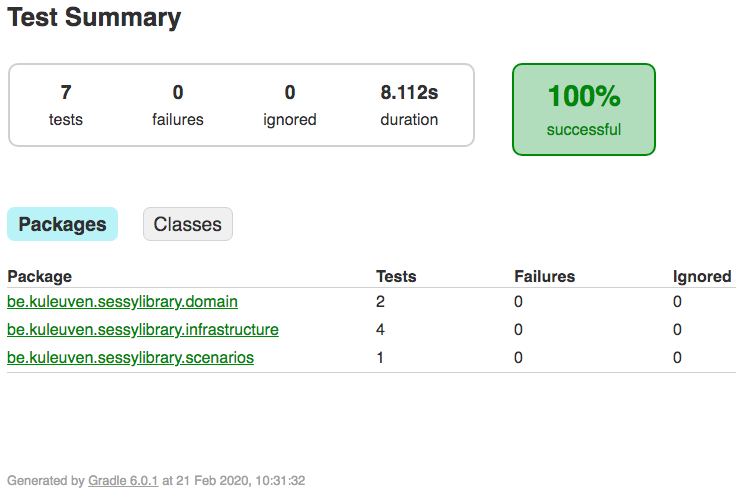 Test Summary
7 0 0 8.112s
tests failures ignored duration
100%
successful
Packages Classes
Package Tests Failures Ignored
be.kuleuven.sessylibrary.domain 2 0 0
be.kuleuven.sessylibrary.infrastructure 4 0 0
be.kuleuven.sessylibrary.scenarios 1 0 0
Generated by Gradle 6.0.1 at 21 Feb 2020, 10:31:32